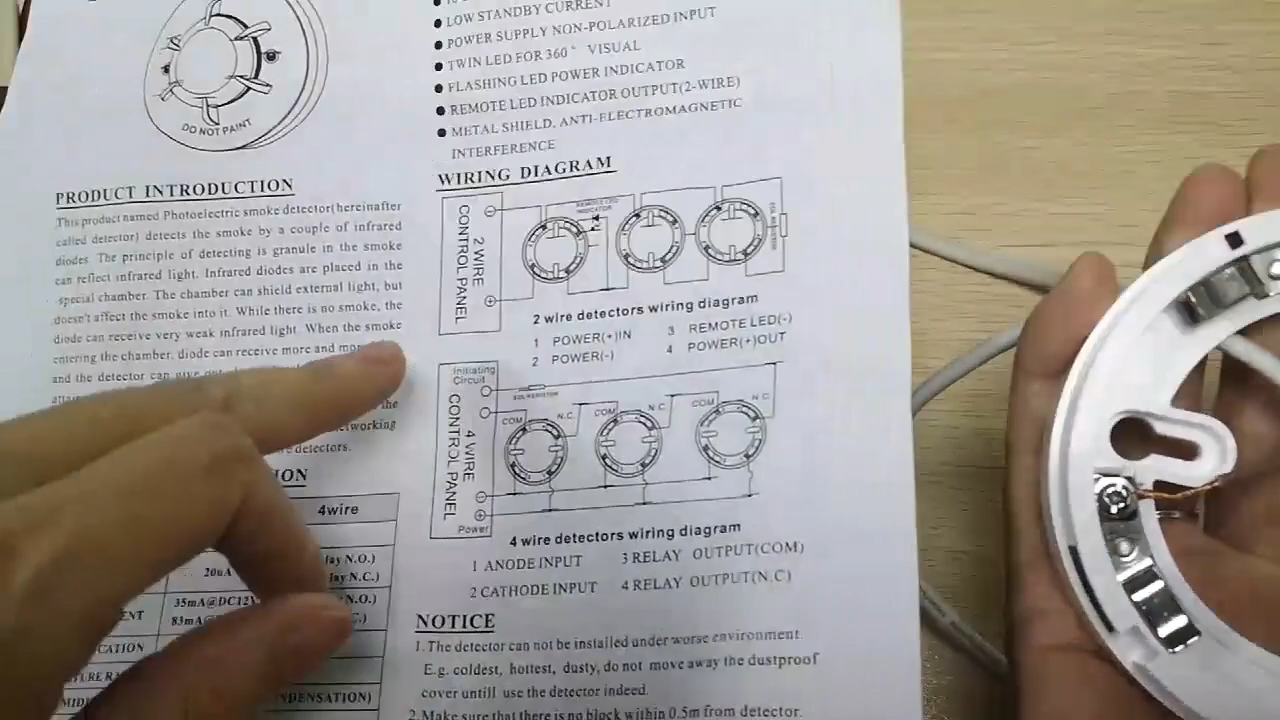 DO NOT PAINT
PRODUCT INTRODUCTION
This product named Photoelectric smoke detector(hereinafter
called detector) detects the smoke by a couple of infrared
diodes. The principle of detecting is granule in the smoke
can reflect infrared light. Infrared diodes are placed in the
special chamber. The chamber can shield external light, but
doesn't affect the smoke into it. While there is no smoke, the
diode can receive very weak infrared light. When the smoke
entering the chamber, diode can receive more and
and the detector can
the
detectors.
4wire
20uA
35mA@DC12V
N.O.)
● LOW STANDBY CURRENT
● POWER SUPPLY NON-POLARIZED INPUT
● TWIN LED FOR 360° VISUAL
● FLASHING LED POWER INDICATOR
● REMOTE LED INDICATOR OUTPUT(2-WIRE)
● METAL SHIELD, ANTI-ELECTROMAGNETIC
INTERFERENCE
WIRING DIAGRAM
2 WIRE
CONTROL PANEL
REMOTE LED
INDICATOR
EOL RESISTOR
2 wire detectors wiring diagram
1 POWER(+)IN 3 REMOTE LED(-)
2 POWER(-) 4 POWER(+)OUT
Initiating
Circuit
EOL RESISTOR
4 WIRE
CONTROL PANEL
COM N.C. COM N.C. COM N.C.
Power
4 wire detectors wiring diagram
1 ANODE INPUT 3 RELAY OUTPUT(COM)
2 CATHODE INPUT 4 RELAY OUTPUT(N.C)
NOTICE
1. The detector can not be installed under worse environment.
E.g. coldest, hottest, dusty, do not move away the dustproof
cover untill use the detector indeed.
2. Make sure that there is no block within 0.5m from detector.